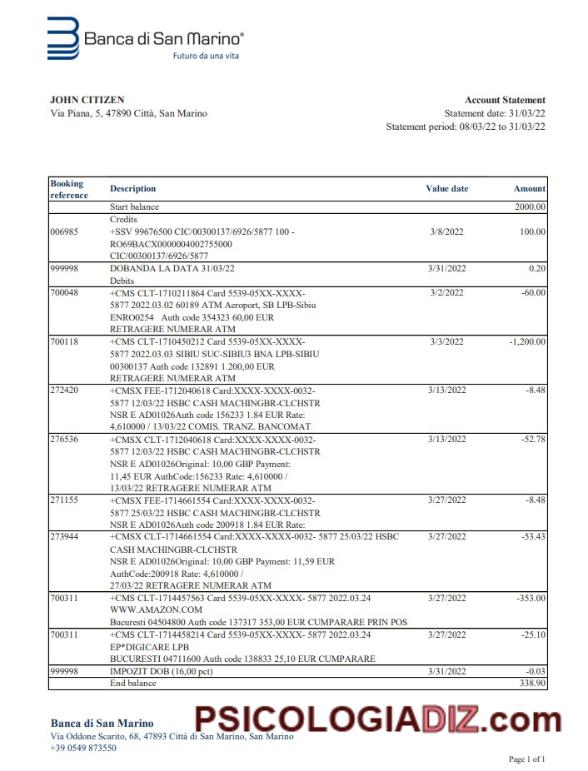 Banca di San Marino®
Futuro da una vita
JOHN CITIZEN
Via Piana, 5, 47890 Città, San Marino
Account Statement
Statement date: 31/03/22
Statement period: 08/03/22 to 31/03/22
Booking reference Description Value date Amount
Start balance 2000.00
Credits
006985 +SSV 99676500 CIC/00300137/6926/5877 100 - 3/8/2022 100.00
RO69BACX0000004002755000
CIC/00300137/6926/5877
999998 DOBANDA LA DATA 31/03/22 3/31/2022 0.20
Debits
700048 +CMS CLT-1710211864 Card 5539-05XX-XXXX- 3/2/2022 -60.00
5877 2022.03.02 60189 ATM Aeroport, SB LPB-Sibiu
ENRO0254 Auth code 354323 60,00 EUR
RETRAGERE NUMERAR ATM
700118 +CMS CLT-1710450212 Card 5539-05XX-XXXX- 3/3/2022 -1,200.00
5877 2022.03.03 SIBIU SUC-SIBIU3 BNA LPB-SIBIU
00300137 Auth code 132891 1.200,00 EUR
RETRAGERE NUMERAR ATM
272420 +CMSX FEE-1712040618 Card:XXXX-XXXX-0032- 3/13/2022 -8.48
5877 12/03/22 HSBC CASH MACHINGBR-CLCHSTR
NSR E AD01026Auth code 156233 1.84 EUR Rate:
4,610000 / 13/03/22 COMIS. TRANZ. BANCOMAT
276536 +CMSX CLT-1712040618 Card:XXXX-XXXX-0032- 3/13/2022 -52.78
5877 12/03/22 HSBC CASH MACHINGBR-CLCHSTR
NSR E AD01026Original: 10,00 GBP Payment:
11,45 EUR AuthCode:156233 Rate: 4,610000 /
13/03/22 RETRAGERE NUMERAR ATM
271155 +CMSX FEE-1714661554 Card:XXXX-XXXX-0032- 3/27/2022 -8.48
5877 25/03/22 HSBC CASH MACHINGBR-CLCHSTR
NSR E AD01026Auth code 200918 1.84 EUR Rate:
273944 +CMSX CLT-1714661554 Card:XXXX-XXXX-0032- 5877 25/03/22 HSBC 3/27/2022 -53.43
CASH MACHINGBR-CLCHSTR
NSR E AD01026Original: 10,00 GBP Payment: 11,59 EUR
AuthCode:200918 Rate: 4,610000 /
27/03/22 RETRAGERE NUMERAR ATM
700311 +CMS CLT-1714457563 Card 5539-05XX-XXXX- 5877 2022.03.24 3/27/2022 -353.00
WWW.AMAZON.COM
Bucuresti 04504800 Auth code 137317 353,00 EUR CUMPARARE PRIN POS
700311 +CMS CLT-1714458214 Card 5539-05XX-XXXX- 5877 2022.03.24 3/27/2022 -25.10
EP*DIGICARE LPB
BUCURESTI 04711600 Auth code 138833 25,10 EUR CUMPARARE
999998 IMPOZIT DOB (16,00 pct) 3/31/2022 -0.03
End balance 338.90
Banca di San Marino
Via Oddone Scarito, 68, 47893 Città di San Marino, San Marino
+39 0549 873550
PSICOLOGIADIZ.com
Page 1 of 1